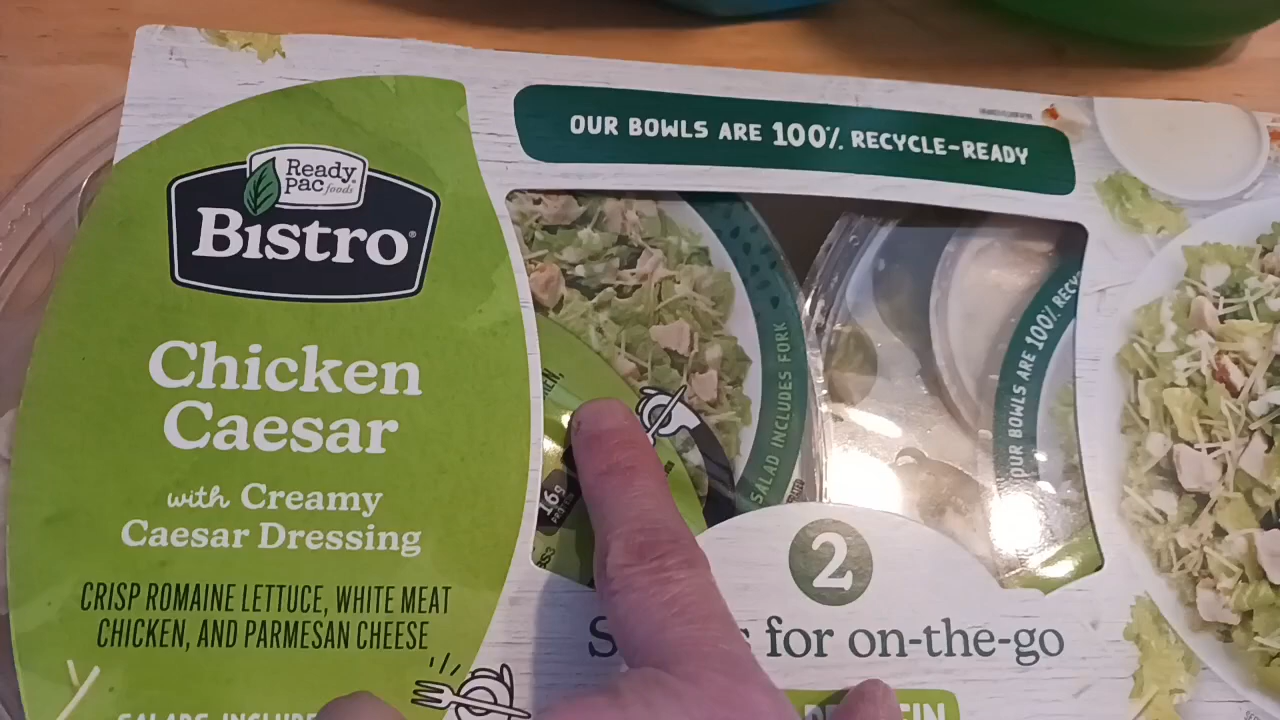 OUR BOWLS ARE 100% RECYCLE-READY
Ready
pac foods
Bistro®
Chicken
Caesar
with Creamy
Caesar Dressing
CRISP ROMAINE LETTUCE, WHITE MEAT
CHICKEN, AND PARMESAN CHEESE
SALAD INCLUDES FORK
16g
OUR BOWLS ARE 100% RECY
2
for on-the-go